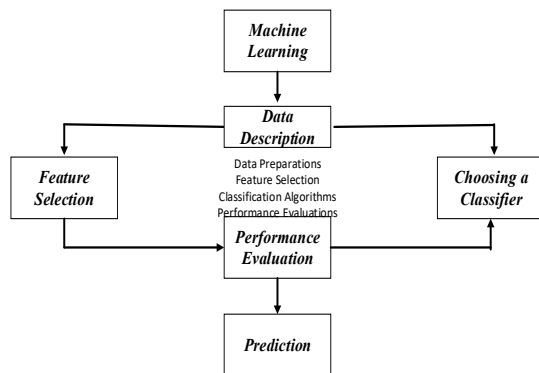 Machine
Learning
Data
Description
Feature
Selection
Data Preparations
Feature Selection
Classification Algorithms
Performance Evaluations
Choosing a
Classifier
Performance
Evaluation
Prediction